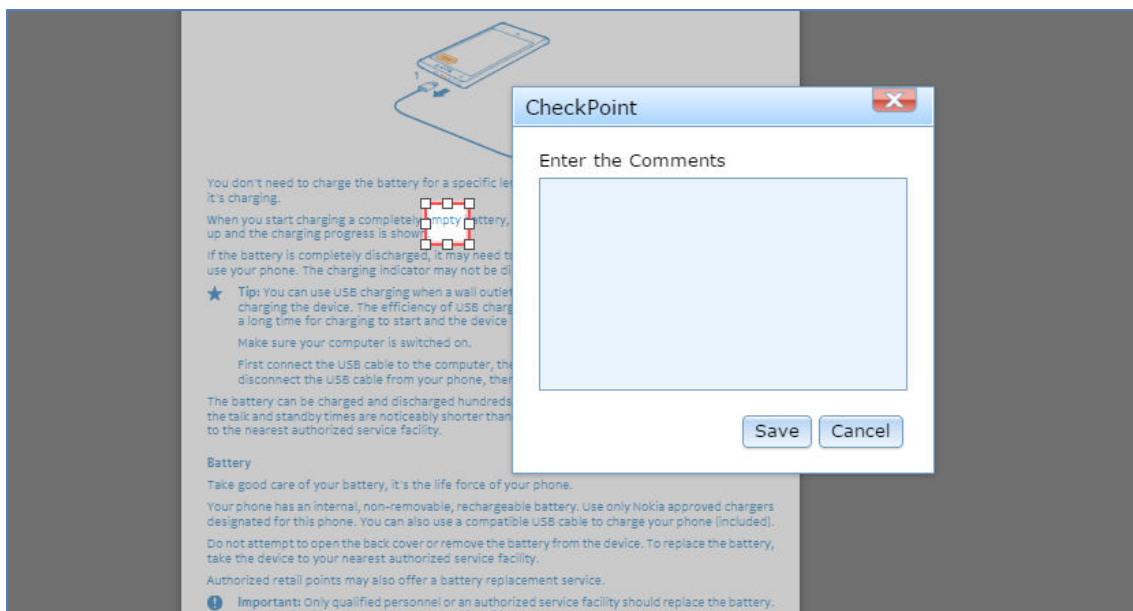 CheckPoint
Enter the Comments
Save Cancel
You don't need to charge the battery for a specific
it's charging.
When you start charging a completely empty battery,
up and the charging progress is
If the battery is completely discharged, it may need
use your phone. The charging indicator may not be
Tip: You can use USB charging when a wall outlet
charging the device. The efficiency of USB
a long time for charging to start and the device
Make sure your computer is switched on.
First connect the USB cable to the computer,
disconnect the USB cable from your phone,
The battery can be charged and discharged hundreds
the talk and standby times are noticeably shorter than
to the nearest authorized service facility.
Battery
Take good care of your battery, it's the life force of your phone.
Your phone has an internal, non-removable, rechargeable battery. Use only Nokia approved chargers
designated for this phone. You can also use a compatible USB cable to charge your phone (included).
Do not attempt to open the back cover or remove the battery from the device. To replace the battery,
take the device to your nearest authorized service facility.
Authorized retail points may also offer a battery replacement service.
Important: Only qualified personnel or an authorized service facility should replace the battery.